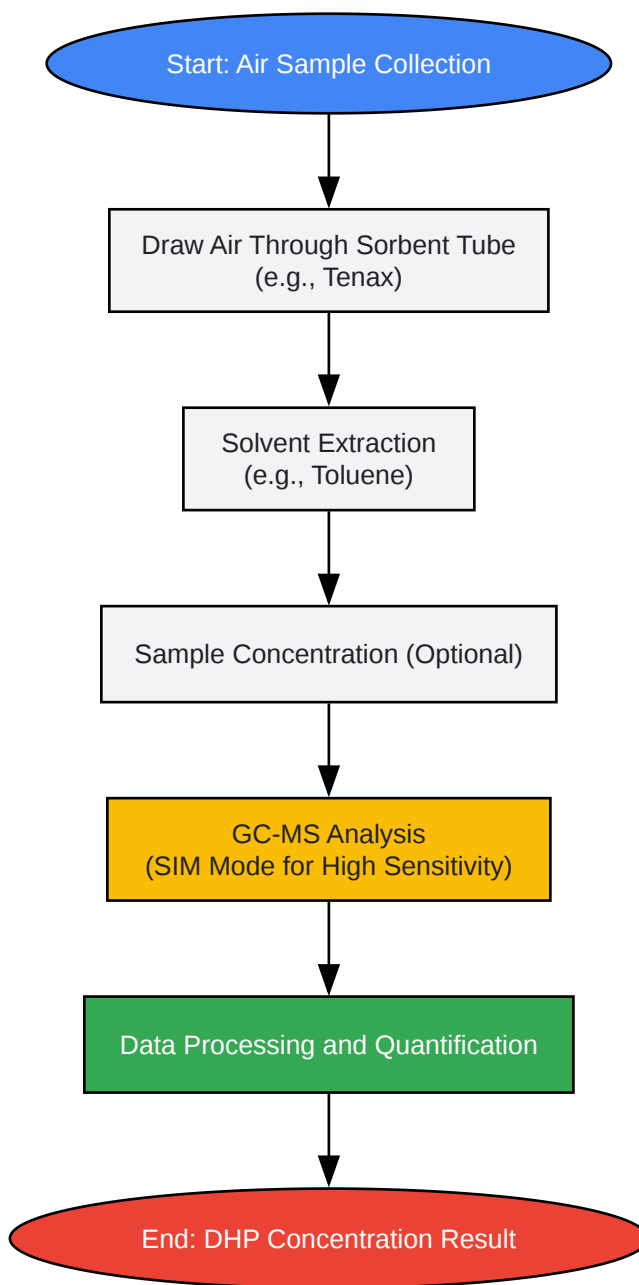 Start: Air Sample Collection
Draw Air Through Sorbent Tube
(e.g., Tenax)
Solvent Extraction
(e.g., Toluene)
Sample Concentration (Optional)
GC-MS Analysis
(SIM Mode for High Sensitivity)
Data Processing and Quantification
End: DHP Concentration Result